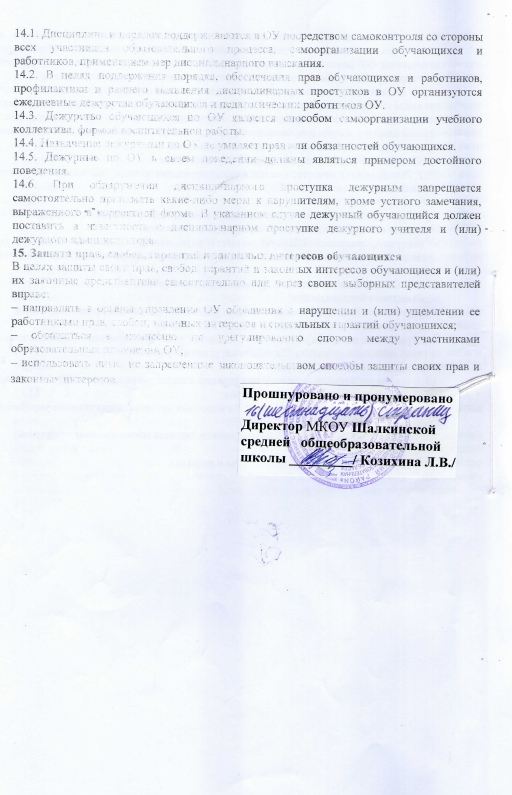 14.1. Дисциплина и порядок поддерживаются в ОУ посредством самоконтроля со стороны
всех участников образовательного процесса, самоорганизации обучающихся и
работников, применением мер дисциплинарного взыскания.
14.2. В целях поддержания порядка, обеспечения прав обучающихся и работников,
профилактики и раннего выявления дисциплинарных проступков в ОУ организуются
ежедневные дежурства обучающихся и педагогических работников ОУ.
14.3. Дежурство обучающихся по ОУ является способом самоорганизации учебного
коллектива, формой воспитательной работы.
14.4. Назначение дежурными по ОУ не умаляет прав или обязанностей обучающихся.
14.5. Дежурные по ОУ в своем поведении должны являться примером достойного
поведения.
14.6 При обнаружении дисциплинарного проступка дежурным запрещается
самостоятельно принимать какие-либо меры к нарушителям, кроме устного замечания,
выраженного в корректной форме. В указанном случае дежурный обучающийся должен
поставить в известность о дисциплинарном проступке дежурного учителя и (или)
дежурного администратора.
15. Защита прав, свобод, гарантий и законных интересов обучающихся
В целях защиты своих прав, свобод, гарантий и законных интересов обучающиеся и (или)
их законные представители самостоятельно или через своих выборных представителей
вправе:
– направлять в органы управления ОУ обращения о нарушении и (или) ущемлении ее
работниками прав, свобод, законных интересов и социальных гарантий обучающихся;
– обращаться в комиссию по урегулированию споров между участниками
образовательных отношений ОУ;
– использовать иные, не запрещенные законодательством способы защиты своих прав и
законных интересов.
Прошнуровано и пронумеровано
16 (шестнадцать) страниц
Директор МКОУ Шалкинской
средней общеобразовательной
школы ________/ Козихина Л.В./